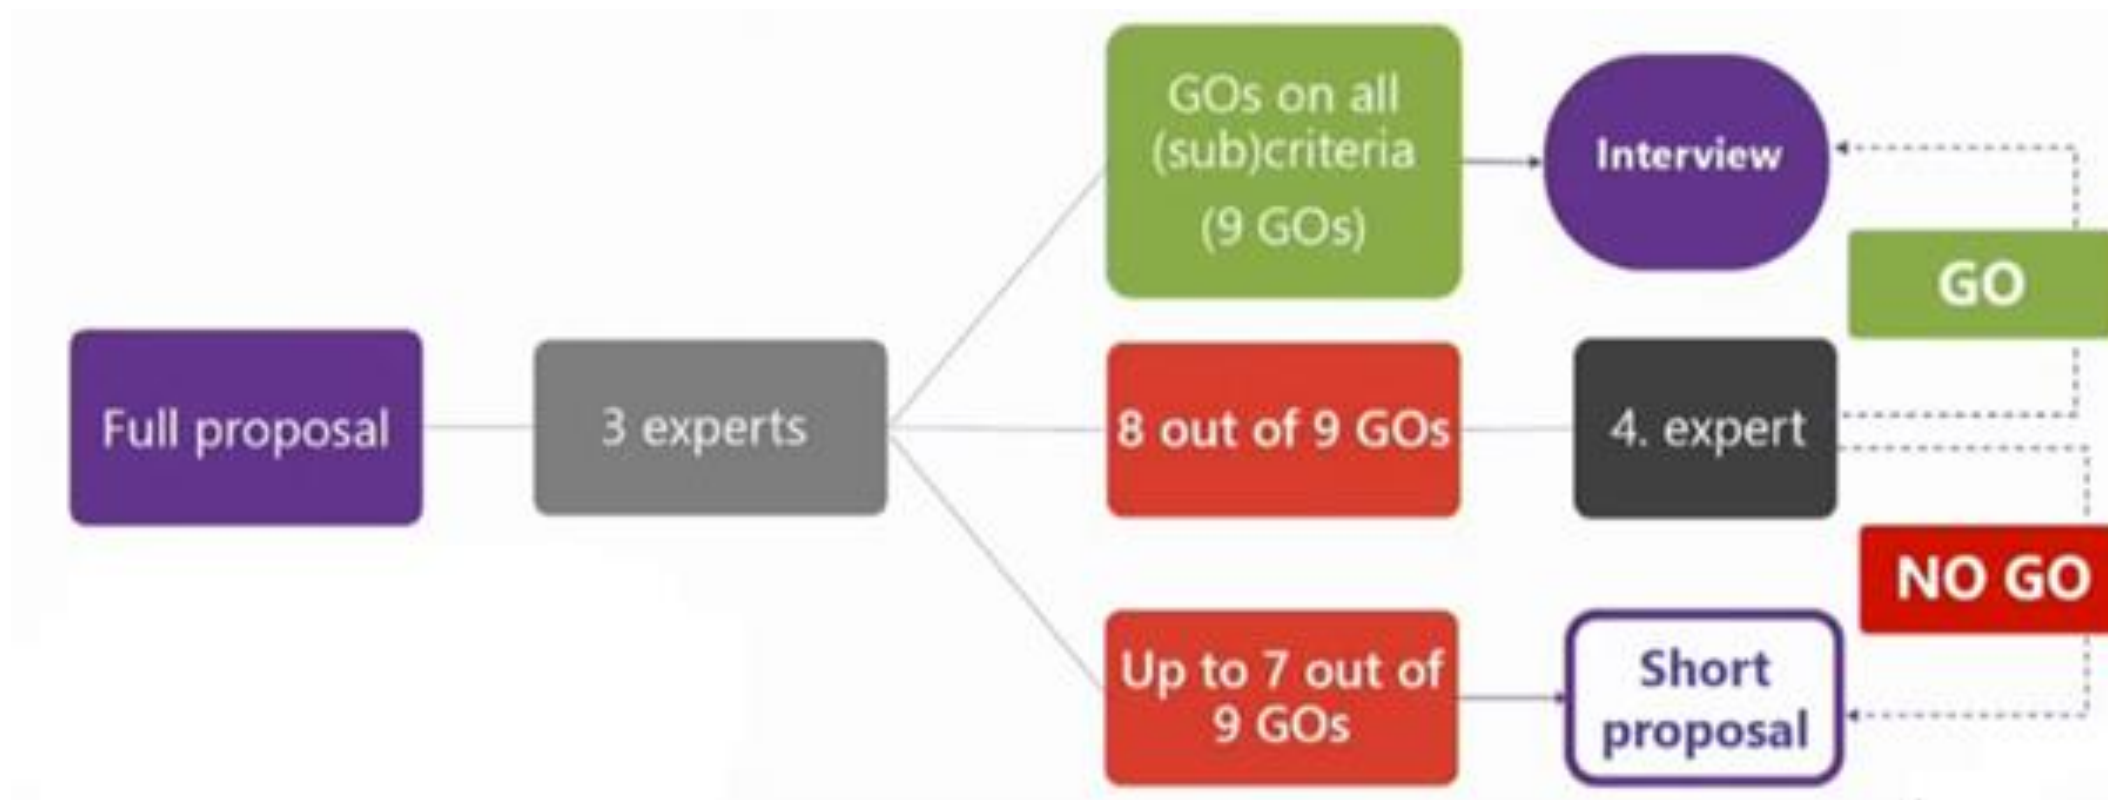 Full proposal
3 experts
GOs on all
(sub)criteria
(9 GOs)
Interview
GO
8 out of 9 GOs
4. expert
NO GO
Up to 7 out of
9 GOs
Short
proposal